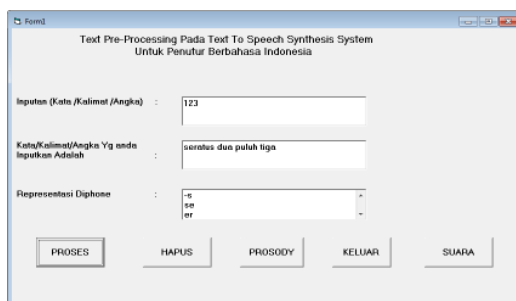 Form1
Text Pre-Processing Pada Text To Speech Synthesis System
Untuk Penutur Berbahasa Indonesia
Inputan (Kata /Kalimat /Angka) : 123
Kata/Kalimat/Angka Yg anda
Inputkan Adalah : seratus dua puluh tiga
Representasi Diphone : -s
se
er
PROSES HAPUS PROSODY KELUAR SUARA